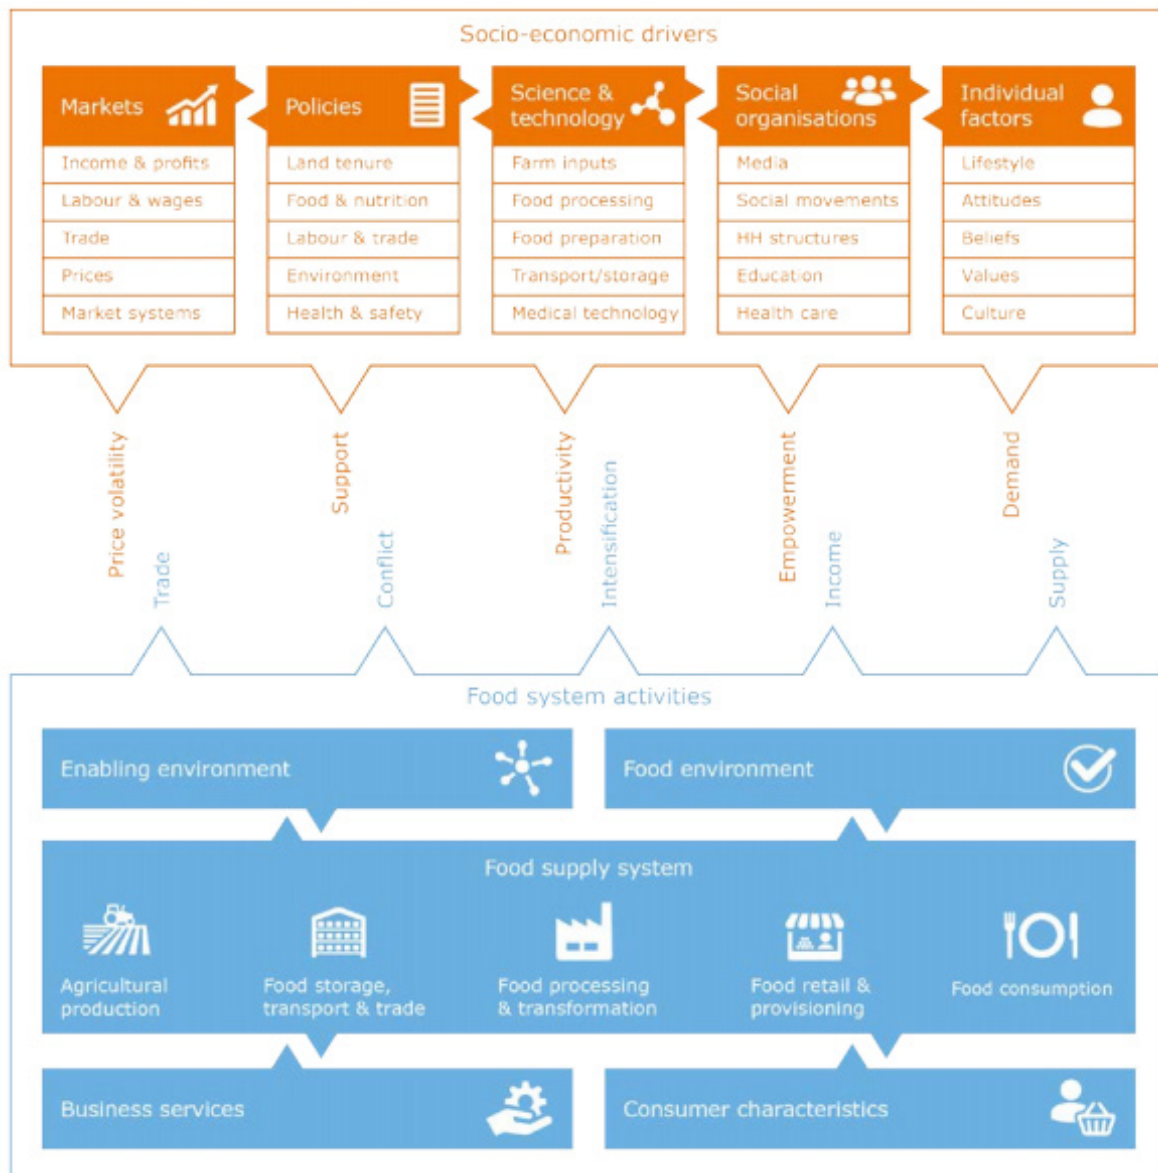 Socio-economic drivers
Markets
Policies
Science &
technology
Social
organisations
Individual
factors
Income & profits
Labour & wages
Trade
Prices
Market systems
Land tenure
Food & nutrition
Labour & trade
Environment
Health & safety
Farm inputs
Food processing
Food preparation
Transport/storage
Medical technology
Media
Social movements
HH structures
Education
Health care
Lifestyle
Attitudes
Beliefs
Values
Culture
Price volatility
Support
Productivity
Empowerment
Demand
Trade
Conflict
Intensification
Income
Supply
Food system activities
Enabling environment
Food environment
Food supply system
Agricultural
production
Food storage,
transport & trade
Food processing
& transformation
Food retail &
provisioning
Food consumption
Business services
Consumer characteristics